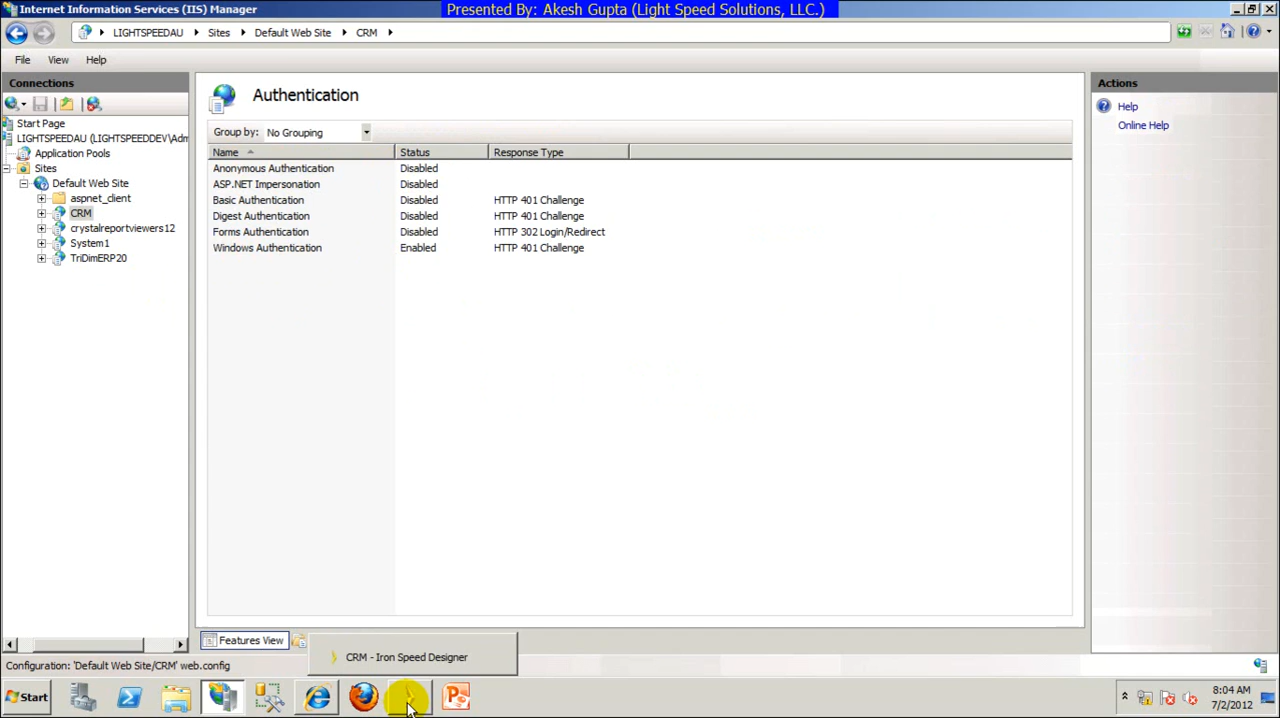 Internet Information Services (IIS) Manager
Presented By: Akesh Gupta (Light Speed Solutions, LLC.)
LIGHTSPEEDAU Sites Default Web Site CRM
File View Help
Connections
Start Page
LIGHTSPEEDAU (LIGHTSPEEDDEV\Adm
Application Pools
Sites
Default Web Site
aspnet_client
CRM
crystalreportviewers12
System1
TriDimERP20
Authentication
Group by: No Grouping
Name Status Response Type
Anonymous Authentication Disabled
ASP.NET Impersonation Disabled
Basic Authentication Disabled HTTP 401 Challenge
Digest Authentication Disabled HTTP 401 Challenge
Forms Authentication Disabled HTTP 302 Login/Redirect
Windows Authentication Enabled HTTP 401 Challenge
Actions
Help
Online Help
Features View
CRM - Iron Speed Designer
Configuration: 'Default Web Site/CRM' web.config
Start
8:04 AM
7/2/2012